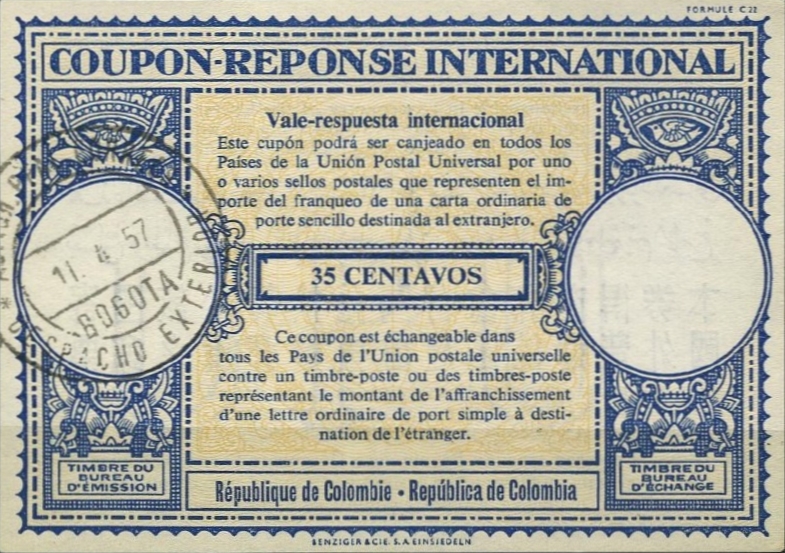 FORMULE C 22
COUPON-REPONSE INTERNATIONAL
Vale-respuesta internacional
Este cupón podrá ser canjeado en todos los
Países de la Unión Postal Universal por uno
o varios sellos postales que representen el im-
porte del franqueo de una carta ordinaria de
porte sencillo destinada al extranjero.
35 CENTAVOS
11. 4 57
BOGOTA
DESPACHO EXTERIOR
Ce coupon est échangeable dans
tous les Pays de l'Union postale universelle
contre un timbre-poste ou des timbres-poste
représentant le montant de l'affranchissement
d'une lettre ordinaire de port simple à desti-
nation de l'étranger.
TIMBRE DU
BUREAU
D'ÉMISSION
République de Colombie • República de Colombia
TIMBRE DU
BUREAU
D'ÉCHANGE
BENZIGER & CIE. S.A. EINSIEDELN